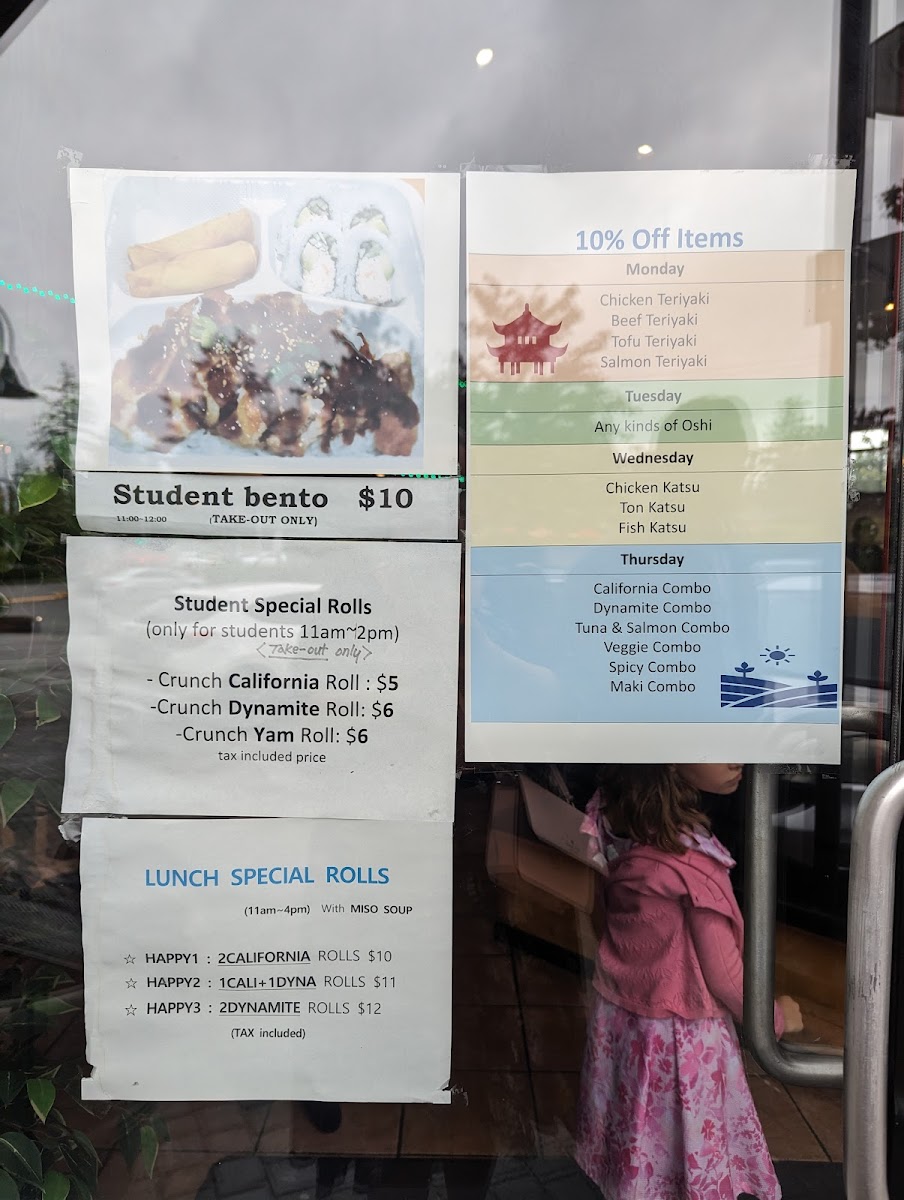 Student bento $10
11:00~12:00 (TAKE-OUT ONLY)
Student Special Rolls
(only for students 11am~2pm)
<Take-out only>
- Crunch California Roll : $5
-Crunch Dynamite Roll: $6
-Crunch Yam Roll: $6
tax included price
LUNCH SPECIAL ROLLS
(11am~4pm) With MISO SOUP
☆ HAPPY1 : 2CALIFORNIA ROLLS $10
☆ HAPPY2 : 1CALI+1DYNA ROLLS $11
☆ HAPPY3 : 2DYNAMITE ROLLS $12
(TAX included)
10% Off Items
Monday
Chicken Teriyaki
Beef Teriyaki
Tofu Teriyaki
Salmon Teriyaki
Tuesday
Any kinds of Oshi
Wednesday
Chicken Katsu
Ton Katsu
Fish Katsu
Thursday
California Combo
Dynamite Combo
Tuna & Salmon Combo
Veggie Combo
Spicy Combo
Maki Combo